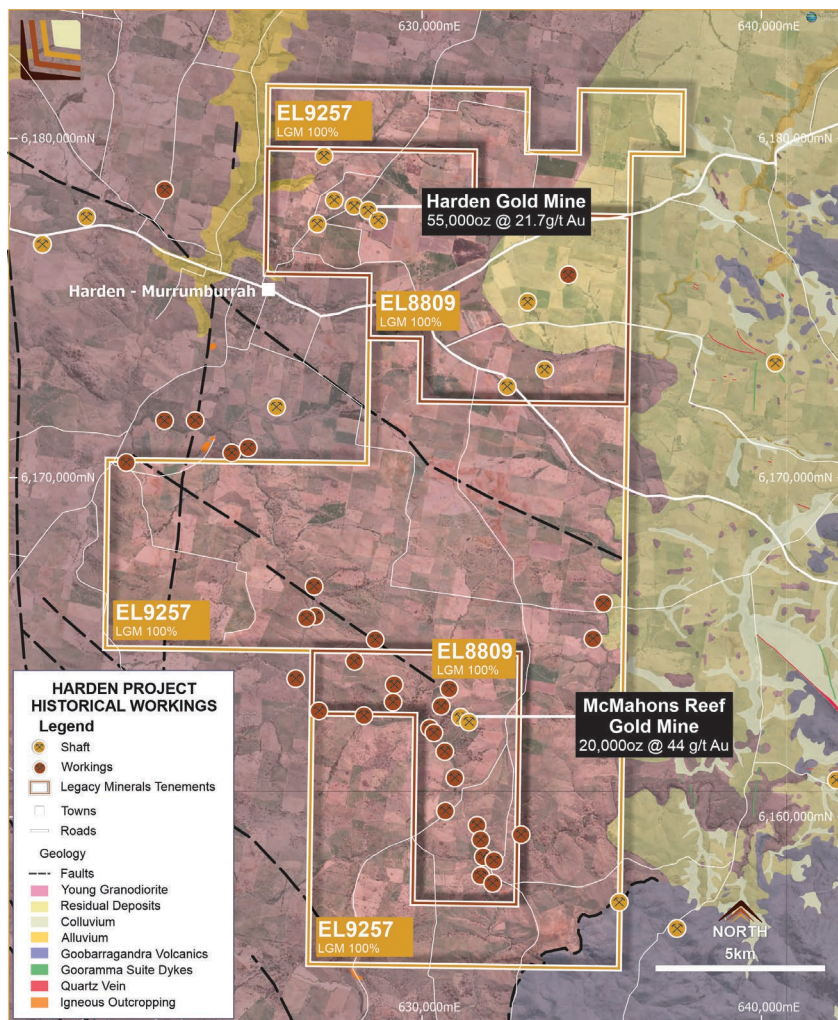 630,000mE
640,000mE
EL9257
LGM 100%
6,180,000mN
6,180,000mN
Harden Gold Mine
55,000oz @ 21.7g/t Au
Harden - Murrumburrah
EL8809
LGM 100%
6,170,000mN
6,170,000mN
EL9257
LGM 100%
EL8809
LGM 100%
McMahons Reef
Gold Mine
20,000oz @ 44 g/t Au
HARDEN PROJECT
HISTORICAL WORKINGS
Legend
Shaft
Workings
Legacy Minerals Tenements
Towns
Roads
Geology
Faults
Young Granodiorite
Residual Deposits
Colluvium
Alluvium
Goobarragandra Volcanics
Gooramma Suite Dykes
Quartz Vein
Igneous Outcropping
6,160,000mN
EL9257
LGM 100%
NORTH
5km
630,000mE
640,000mE